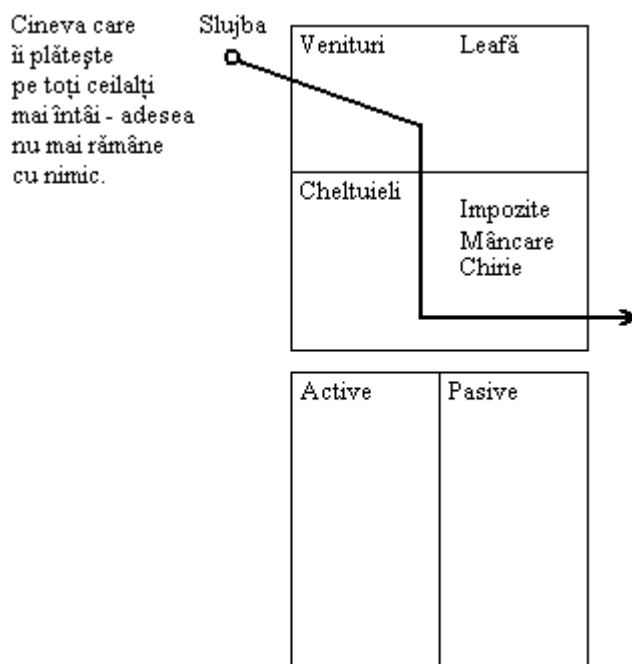 Cineva care
îi plătește
pe toți ceilalți
mai întâi - adesea
nu mai rămâne
cu nimic.
Slujba
Venituri Leafă
Cheltuieli
Impozite
Mâncare
Chirie
Active Pasive